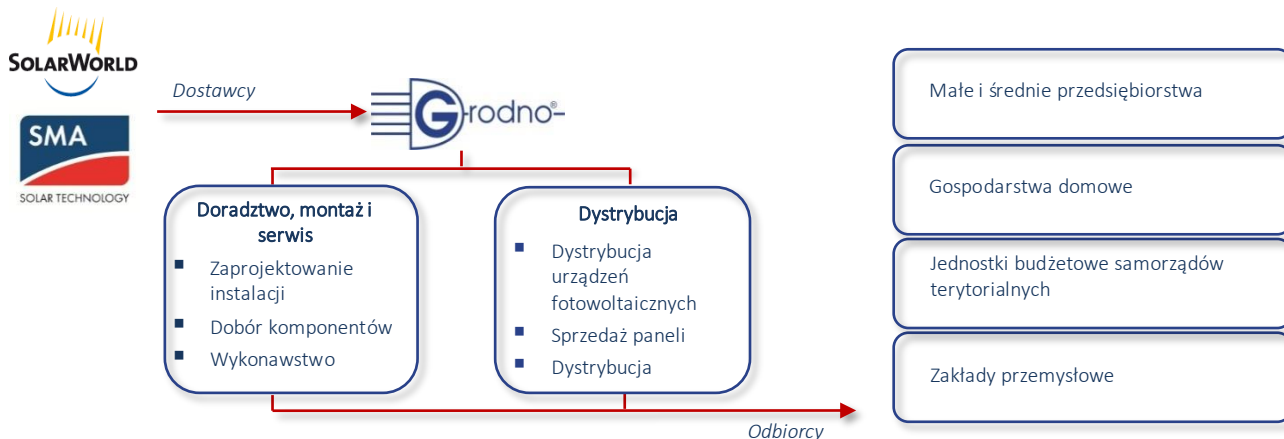 SOLARWORLD
SMA
SOLAR TECHNOLOGY
Dostawcy
Grodno®
Doradztwo, montaż i
serwis
▪ Zaprojektowanie
instalacji
▪ Dobór komponentów
▪ Wykonawstwo
Dystrybucja
▪ Dystrybucja
urządzeń
fotowoltaicznych
▪ Sprzedaż paneli
▪ Dystrybucja
Odbiorcy
Małe i średnie przedsiębiorstwa
Gospodarstwa domowe
Jednostki budżetowe samorządów
terytorialnych
Zakłady przemysłowe